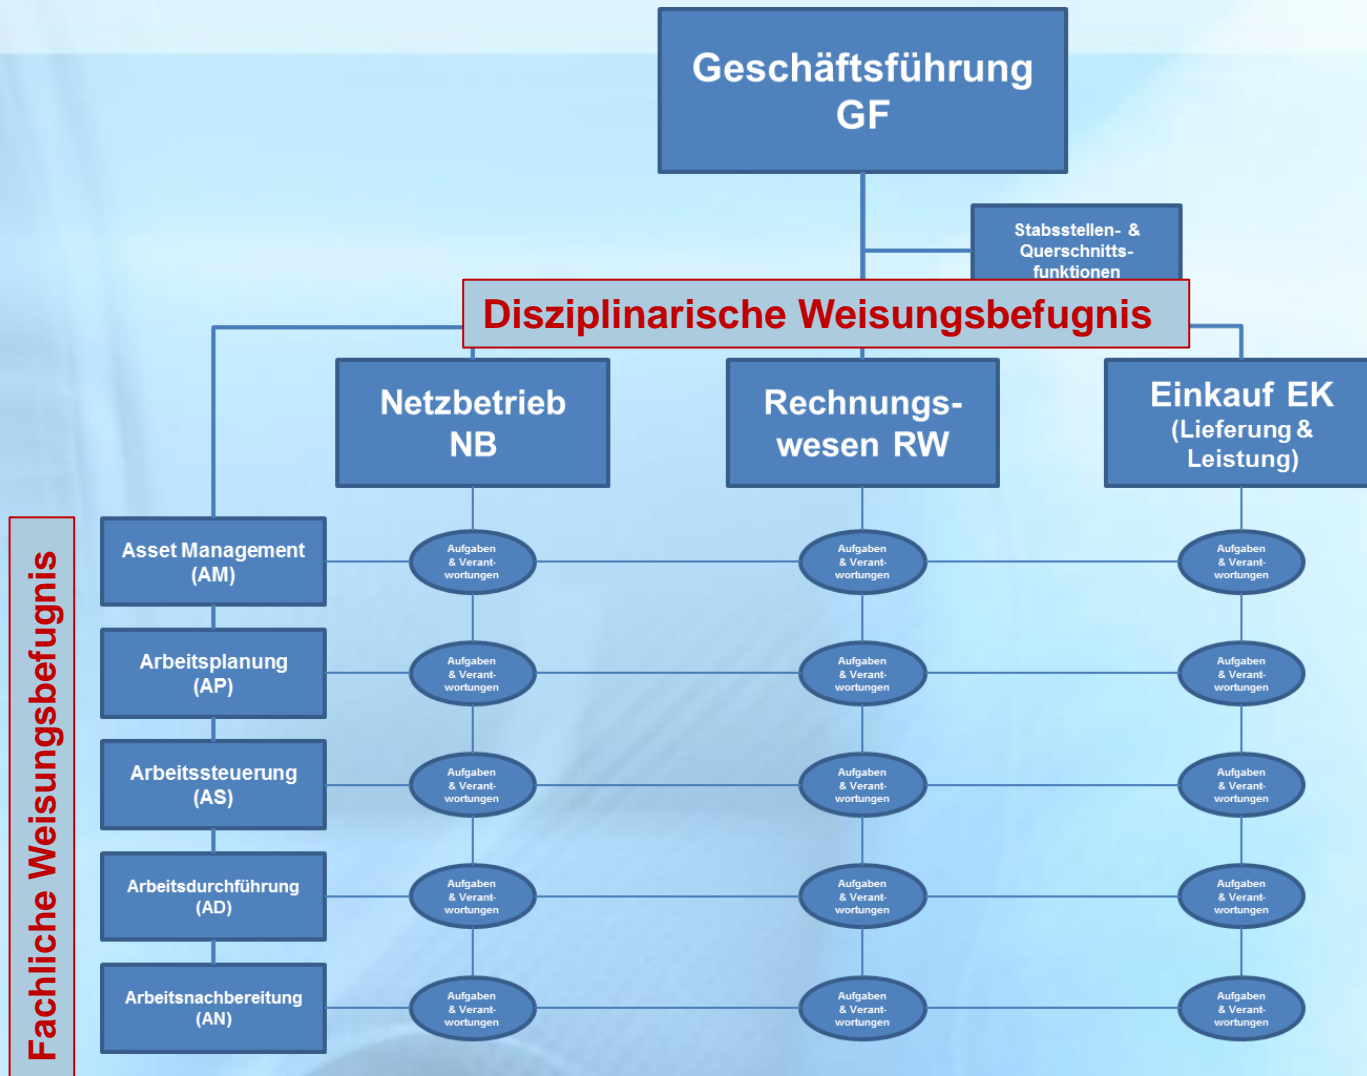 Geschäftsführung
GF
Stabsstellen- &
Querschnitts-
funktionen
Disziplinarische Weisungsbefugnis
Netzbetrieb
NB
Rechnungs-
wesen RW
Einkauf EK
(Lieferung &
Leistung)
Fachliche Weisungsbefugnis
Asset Management
(AM)
Aufgaben
& Verant-
wortungen
Aufgaben
& Verant-
wortungen
Aufgaben
& Verant-
wortungen
Arbeitsplanung
(AP)
Aufgaben
& Verant-
wortungen
Aufgaben
& Verant-
wortungen
Aufgaben
& Verant-
wortungen
Arbeitssteuerung
(AS)
Aufgaben
& Verant-
wortungen
Aufgaben
& Verant-
wortungen
Aufgaben
& Verant-
wortungen
Arbeitsdurchführung
(AD)
Aufgaben
& Verant-
wortungen
Aufgaben
& Verant-
wortungen
Aufgaben
& Verant-
wortungen
Arbeitsnachbereitung
(AN)
Aufgaben
& Verant-
wortungen
Aufgaben
& Verant-
wortungen
Aufgaben
& Verant-
wortungen